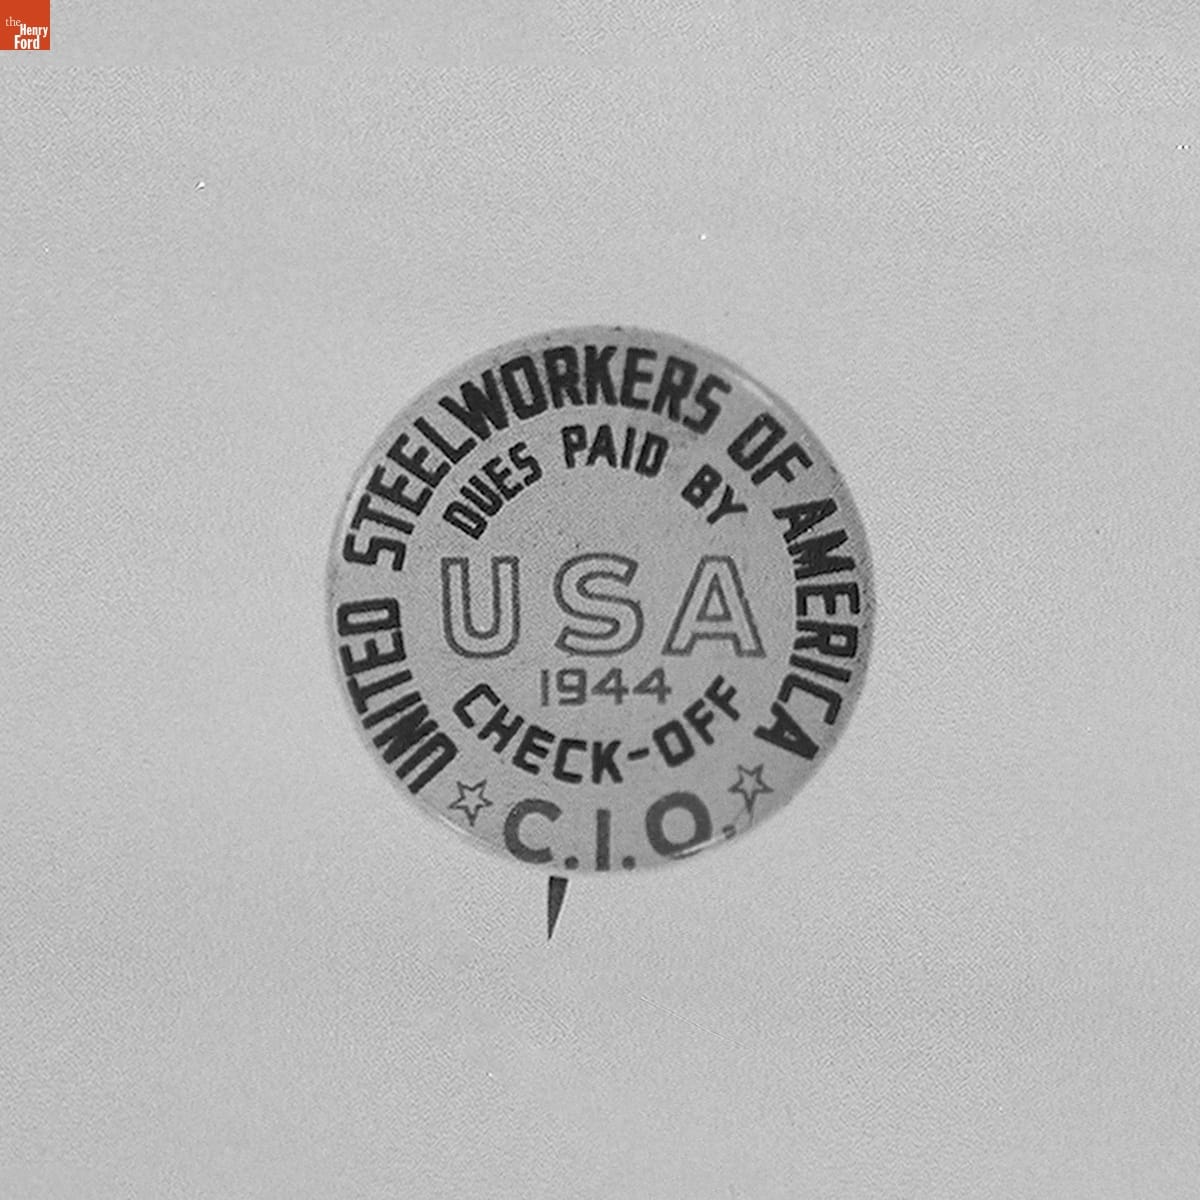 the
Henry
Ford
UNITED STEELWORKERS OF AMERICA
DUES PAID BY
USA
1944
CHECK-OFF
C.I.O.